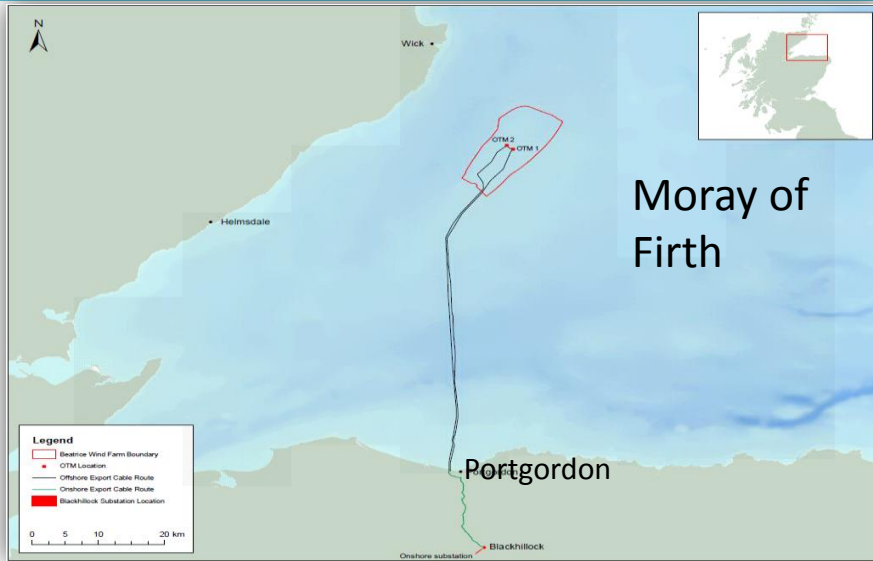 N
Wick
OTM 2
OTM 1
Moray of
Firth
Helmsdale
Legend
Beatrice Wind Farm Boundary
OTM Location
Offshore Export Cable Route
Onshore Export Cable Route
Blackhillock Substation Location
0 5 10 20 km
Portgordon
Blackhillock
Onshore substation